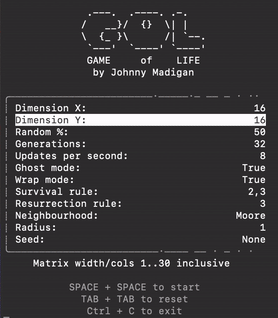 GAME of LIFE
by Johnny Madigan
Dimension X: 16
Dimension Y: 16
Random %: 50
Generations: 32
Updates per second: 8
Ghost mode: True
Wrap mode: True
Survival rule: 2,3
Resurrection rule: 3
Neighbourhood: Moore
Radius: 1
Seed: None
Matrix width/cols 1..30 inclusive
SPACE + SPACE to start
TAB + TAB to reset
Ctrl + C to exit